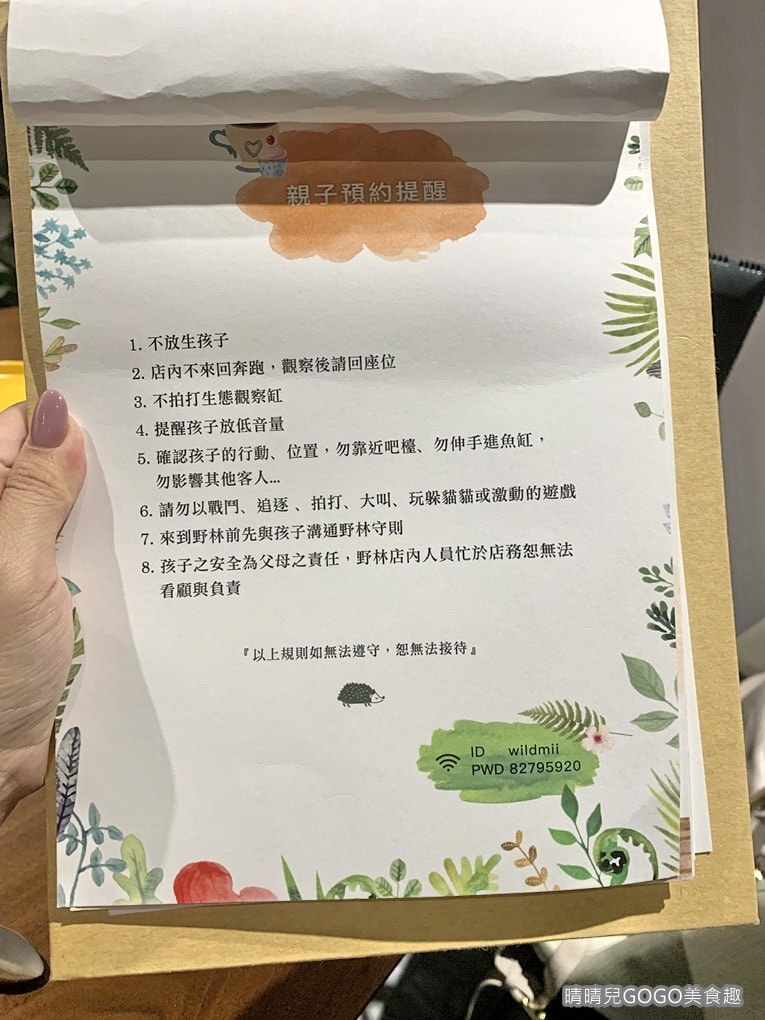 親子預約提醒
1. 不放生孩子
2. 店內不來回奔跑，觀察後請回座位
3. 不拍打生態觀察缸
4. 提醒孩子放低音量
5. 確認孩子的行動、位置，勿靠近吧檯、勿伸手進魚缸，
勿影響其他客人...
6. 請勿以戰鬥、追逐、拍打、大叫、玩躲貓貓或激動的遊戲
7. 來到野林前先與孩子溝通野林守則
8. 孩子之安全為父母之責任，野林店內人員忙於店務恕無法
看顧與負責
『以上規則如無法遵守，恕無法接待』
ID wildmii
PWD 82795920
晴晴兒GOGO美食趣